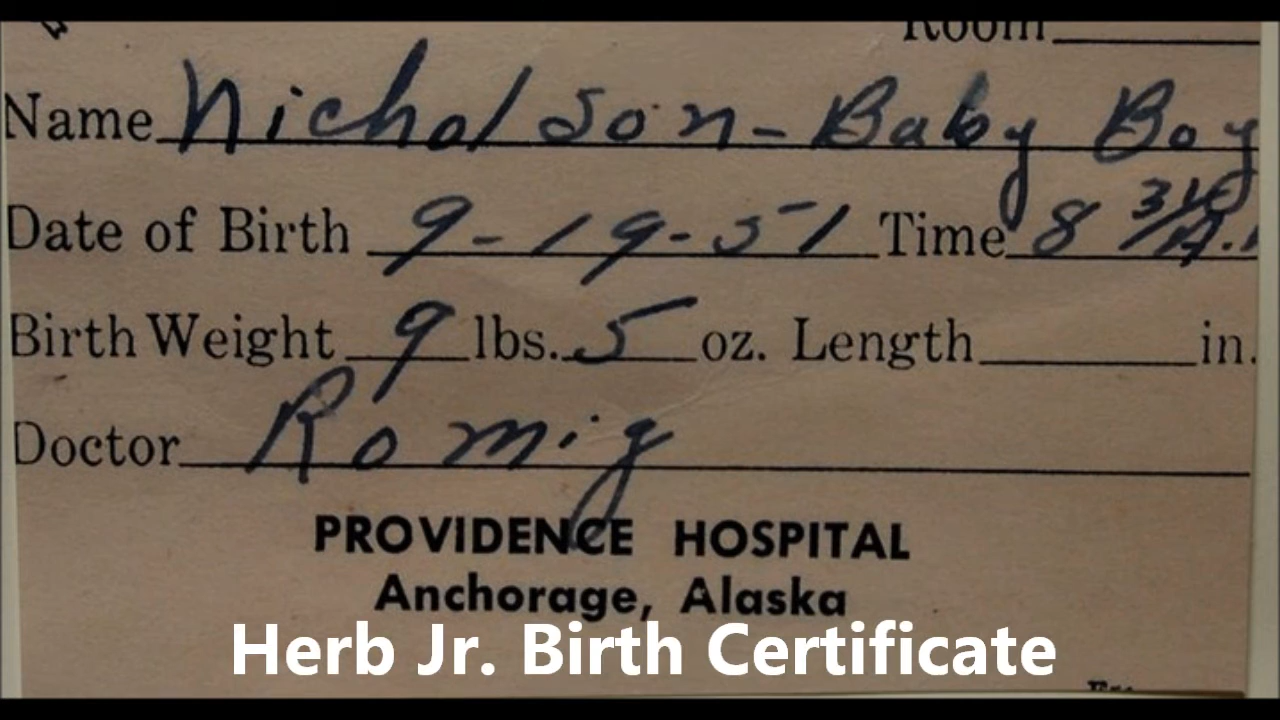 Room
Name Nicholson - Baby Boy
Date of Birth 9-19-51 Time 8
Birth Weight 9 lbs. 5 oz. Length in.
Doctor Romig
PROVIDENCE HOSPITAL
Anchorage, Alaska
Herb Jr. Birth Certificate